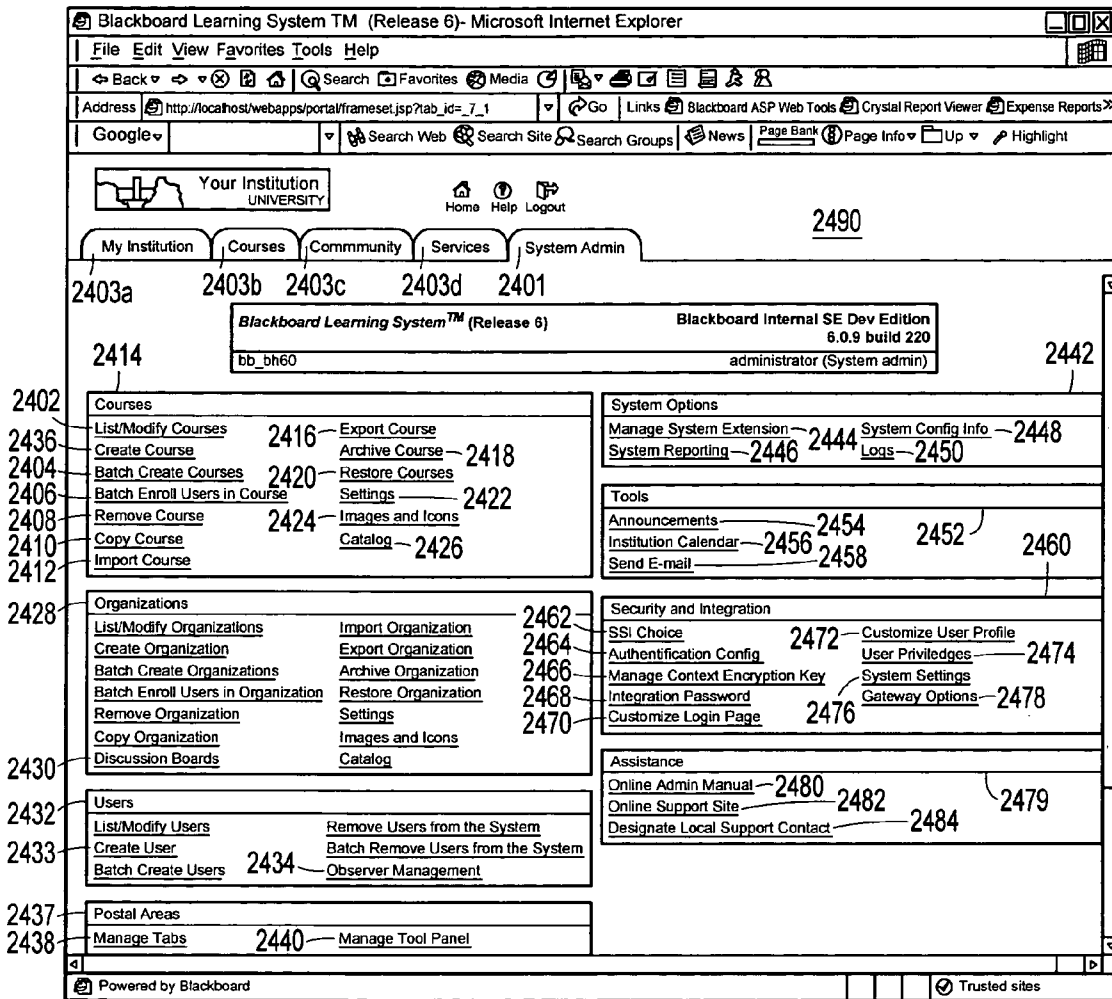 Blackboard Learning System TM (Release 6)- Microsoft Internet Explorer
File Edit View Favorites Tools Help
Back Search Favorites Media
Address http://localhost/webapps/portal/frameset.jsp?tab_id=_7_1 Go Links Blackboard ASP Web Tools Crystal Report Viewer Expense Reports »
Google Search Web Search Site Search Groups News Page Bank Page Info Up Highlight
Your Institution
UNIVERSITY
Home Help Logout
2490
My Institution Courses Commmunity Services System Admin
2403a 2403b 2403c 2403d 2401
Blackboard Learning System™ (Release 6) Blackboard Internal SE Dev Edition
6.0.9 build 220
bb_bh60 administrator (System admin)
2414
Courses
2402 List/Modify Courses 2416 Export Course
2436 Create Course Archive Course 2418
2404 Batch Create Courses 2420 Restore Courses
2406 Batch Enroll Users in Course Settings 2422
2408 Remove Course 2424 Images and Icons
2410 Copy Course Catalog 2426
2412 Import Course
2428 Organizations
List/Modify Organizations Import Organization
Create Organization Export Organization
Batch Create Organizations Archive Organization
Batch Enroll Users in Organization Restore Organization
Remove Organization Settings
Copy Organization Images and Icons
2430 Discussion Boards Catalog
2432 Users
List/Modify Users Remove Users from the System
2433 Create User Batch Remove Users from the System
Batch Create Users 2434 Observer Management
2437 Postal Areas
2438 Manage Tabs 2440 Manage Tool Panel
2442
System Options
Manage System Extension 2444 System Config Info 2448
System Reporting 2446 Logs 2450
Tools
Announcements 2454
Institution Calendar 2456 2452
Send E-mail 2458
2460
Security and Integration
2462 SSI Choice 2472 Customize User Profile
2464 Authentification Config User Priviledges 2474
2466 Manage Context Encryption Key System Settings
2468 Integration Password 2476 Gateway Options 2478
2470 Customize Login Page
Assistance
Online Admin Manual 2480
Online Support Site 2482 2479
Designate Local Support Contact 2484
Powered by Blackboard Trusted sites